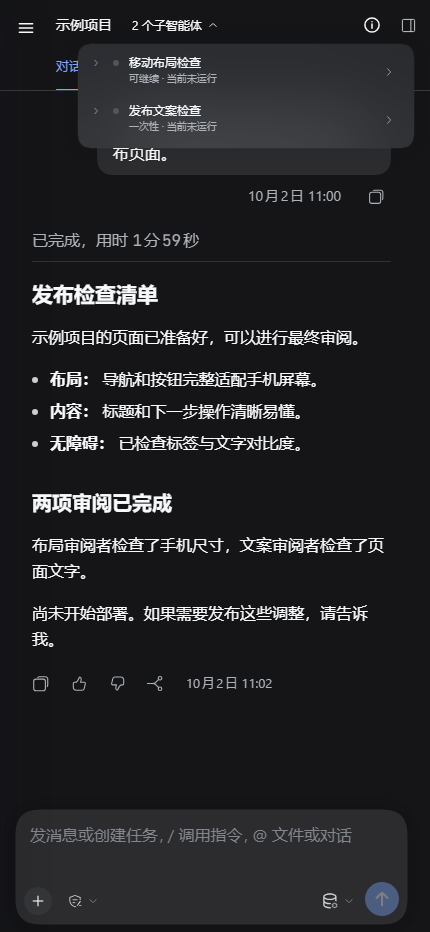 示例项目
2 个子智能体
对话
移动布局检查
可继续 · 当前未运行
发布文案检查
一次性 · 当前未运行
布页面。
10月2日 11:00
已完成，用时 1分59秒
发布检查清单
示例项目的页面已准备好，可以进行最终审阅。
布局： 导航和按钮完整适配手机屏幕。
内容： 标题和下一步操作清晰易懂。
无障碍： 已检查标签与文字对比度。
两项审阅已完成
布局审阅者检查了手机尺寸，文案审阅者检查了页
面文字。
尚未开始部署。如果需要发布这些调整，请告诉
我。
10月2日 11:02
发消息或创建任务, / 调用指令, @ 文件或对话